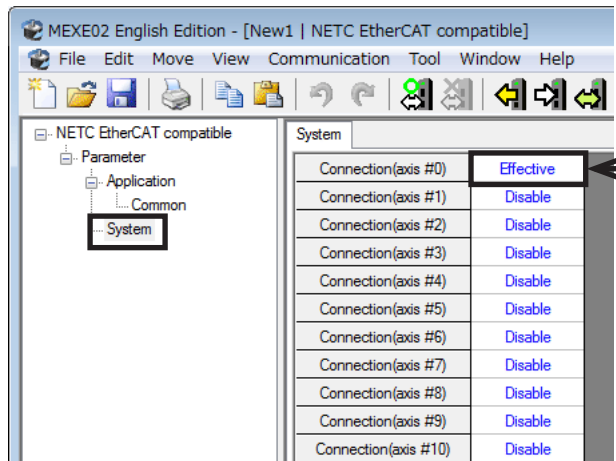 MEXE02 English Edition - [New1 | NETC EtherCAT compatible]
File Edit Move View Communication Tool Window Help
NETC EtherCAT compatible
Parameter
Application
Common
System
System
Connection(axis #0) Effective
Connection(axis #1) Disable
Connection(axis #2) Disable
Connection(axis #3) Disable
Connection(axis #4) Disable
Connection(axis #5) Disable
Connection(axis #6) Disable
Connection(axis #7) Disable
Connection(axis #8) Disable
Connection(axis #9) Disable
Connection(axis #10) Disable